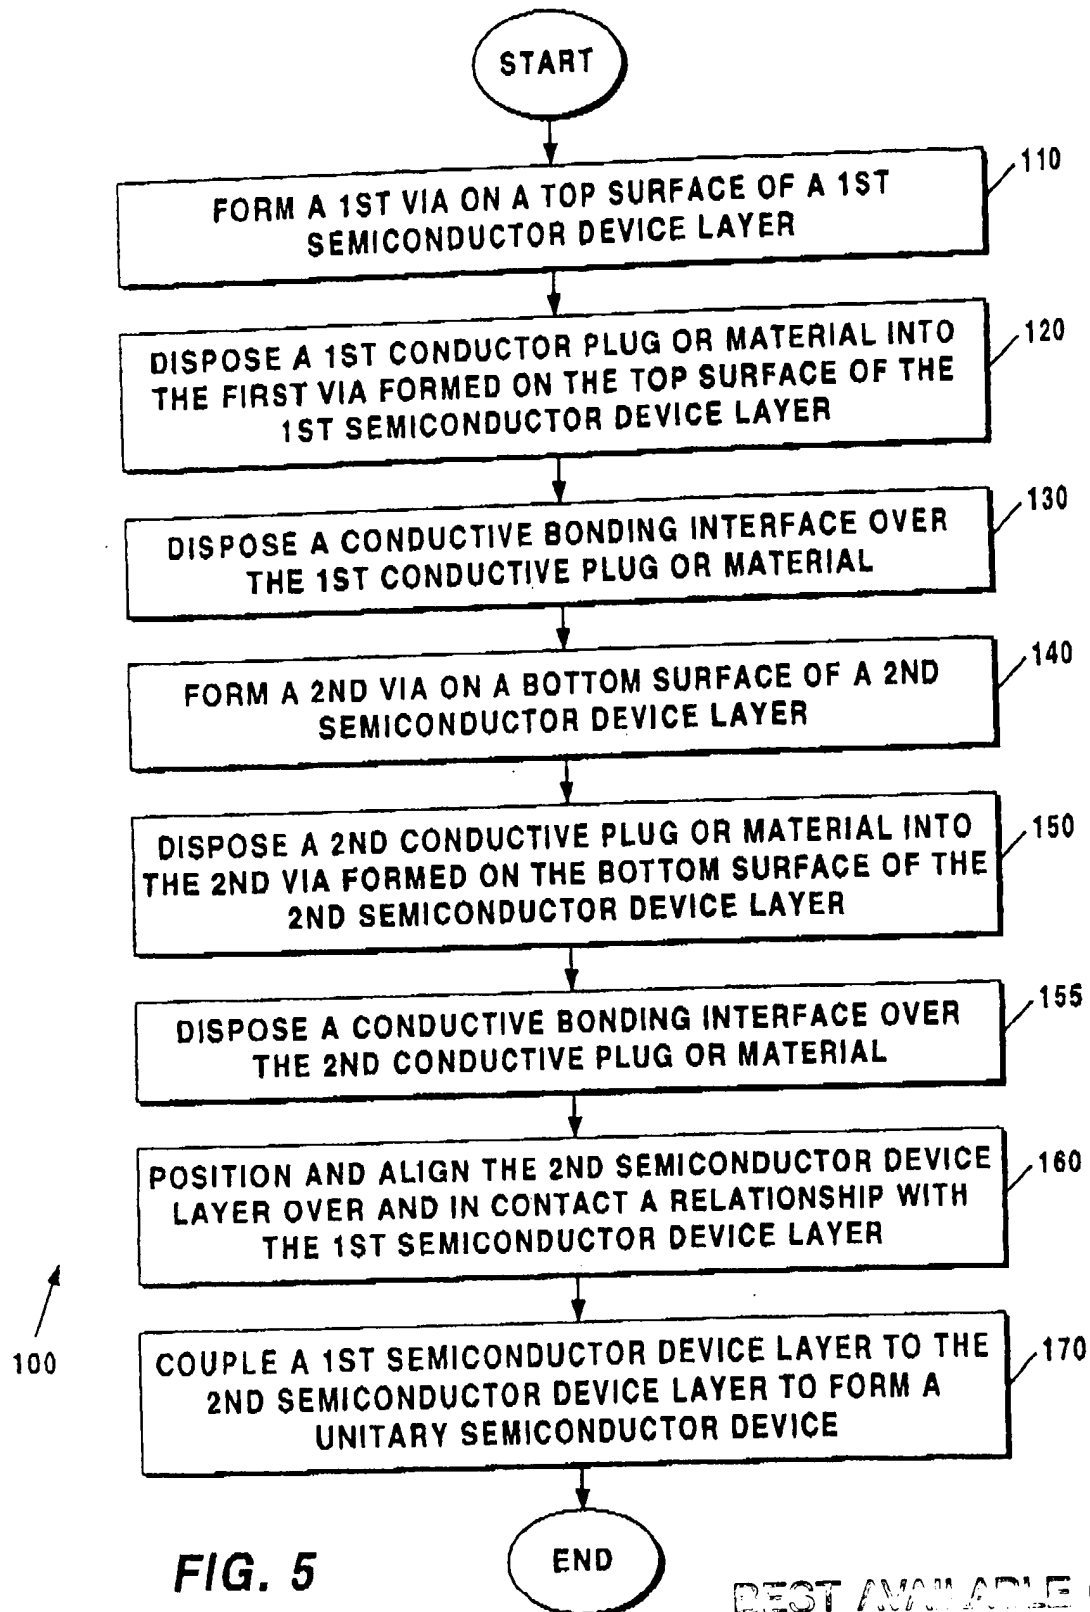 START
110
FORM A 1ST VIA ON A TOP SURFACE OF A 1ST
SEMICONDUCTOR DEVICE LAYER
120
DISPOSE A 1ST CONDUCTOR PLUG OR MATERIAL INTO
THE FIRST VIA FORMED ON THE TOP SURFACE OF THE
1ST SEMICONDUCTOR DEVICE LAYER
130
DISPOSE A CONDUCTIVE BONDING INTERFACE OVER
THE 1ST CONDUCTIVE PLUG OR MATERIAL
140
FORM A 2ND VIA ON A BOTTOM SURFACE OF A 2ND
SEMICONDUCTOR DEVICE LAYER
150
DISPOSE A 2ND CONDUCTIVE PLUG OR MATERIAL INTO
THE 2ND VIA FORMED ON THE BOTTOM SURFACE OF THE
2ND SEMICONDUCTOR DEVICE LAYER
155
DISPOSE A CONDUCTIVE BONDING INTERFACE OVER
THE 2ND CONDUCTIVE PLUG OR MATERIAL
160
POSITION AND ALIGN THE 2ND SEMICONDUCTOR DEVICE
LAYER OVER AND IN CONTACT A RELATIONSHIP WITH
THE 1ST SEMICONDUCTOR DEVICE LAYER
100
170
COUPLE A 1ST SEMICONDUCTOR DEVICE LAYER TO THE
2ND SEMICONDUCTOR DEVICE LAYER TO FORM A
UNITARY SEMICONDUCTOR DEVICE
END
FIG. 5
BEST AVAILABLE